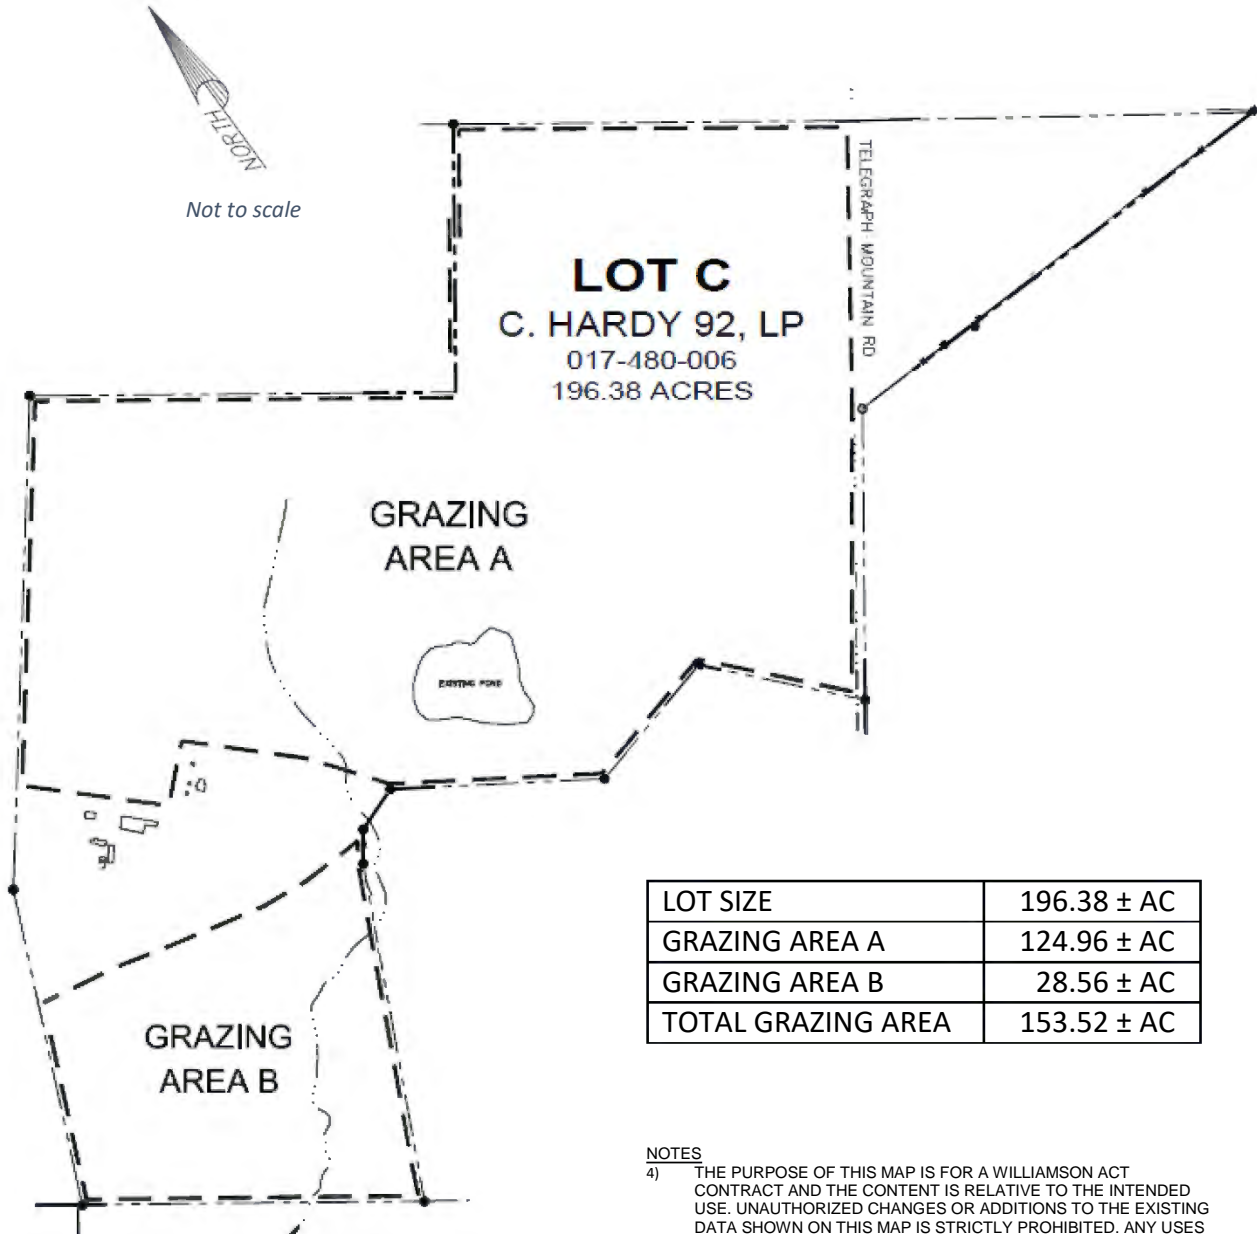 NORTH
Not to scale
TELEGRAPH MOUNTAIN RD
LOT C
C. HARDY 92, LP
017-480-006
196.38 ACRES
GRAZING
AREA A
EXISTING POND
LOT SIZE 196.38 ± AC
GRAZING AREA A 124.96 ± AC
GRAZING AREA B 28.56 ± AC
TOTAL GRAZING AREA 153.52 ± AC
GRAZING
AREA B
NOTES
4) THE PURPOSE OF THIS MAP IS FOR A WILLIAMSON ACT
CONTRACT AND THE CONTENT IS RELATIVE TO THE INTENDED
USE. UNAUTHORIZED CHANGES OR ADDITIONS TO THE EXISTING
DATA SHOWN ON THIS MAP IS STRICTLY PROHIBITED. ANY USES